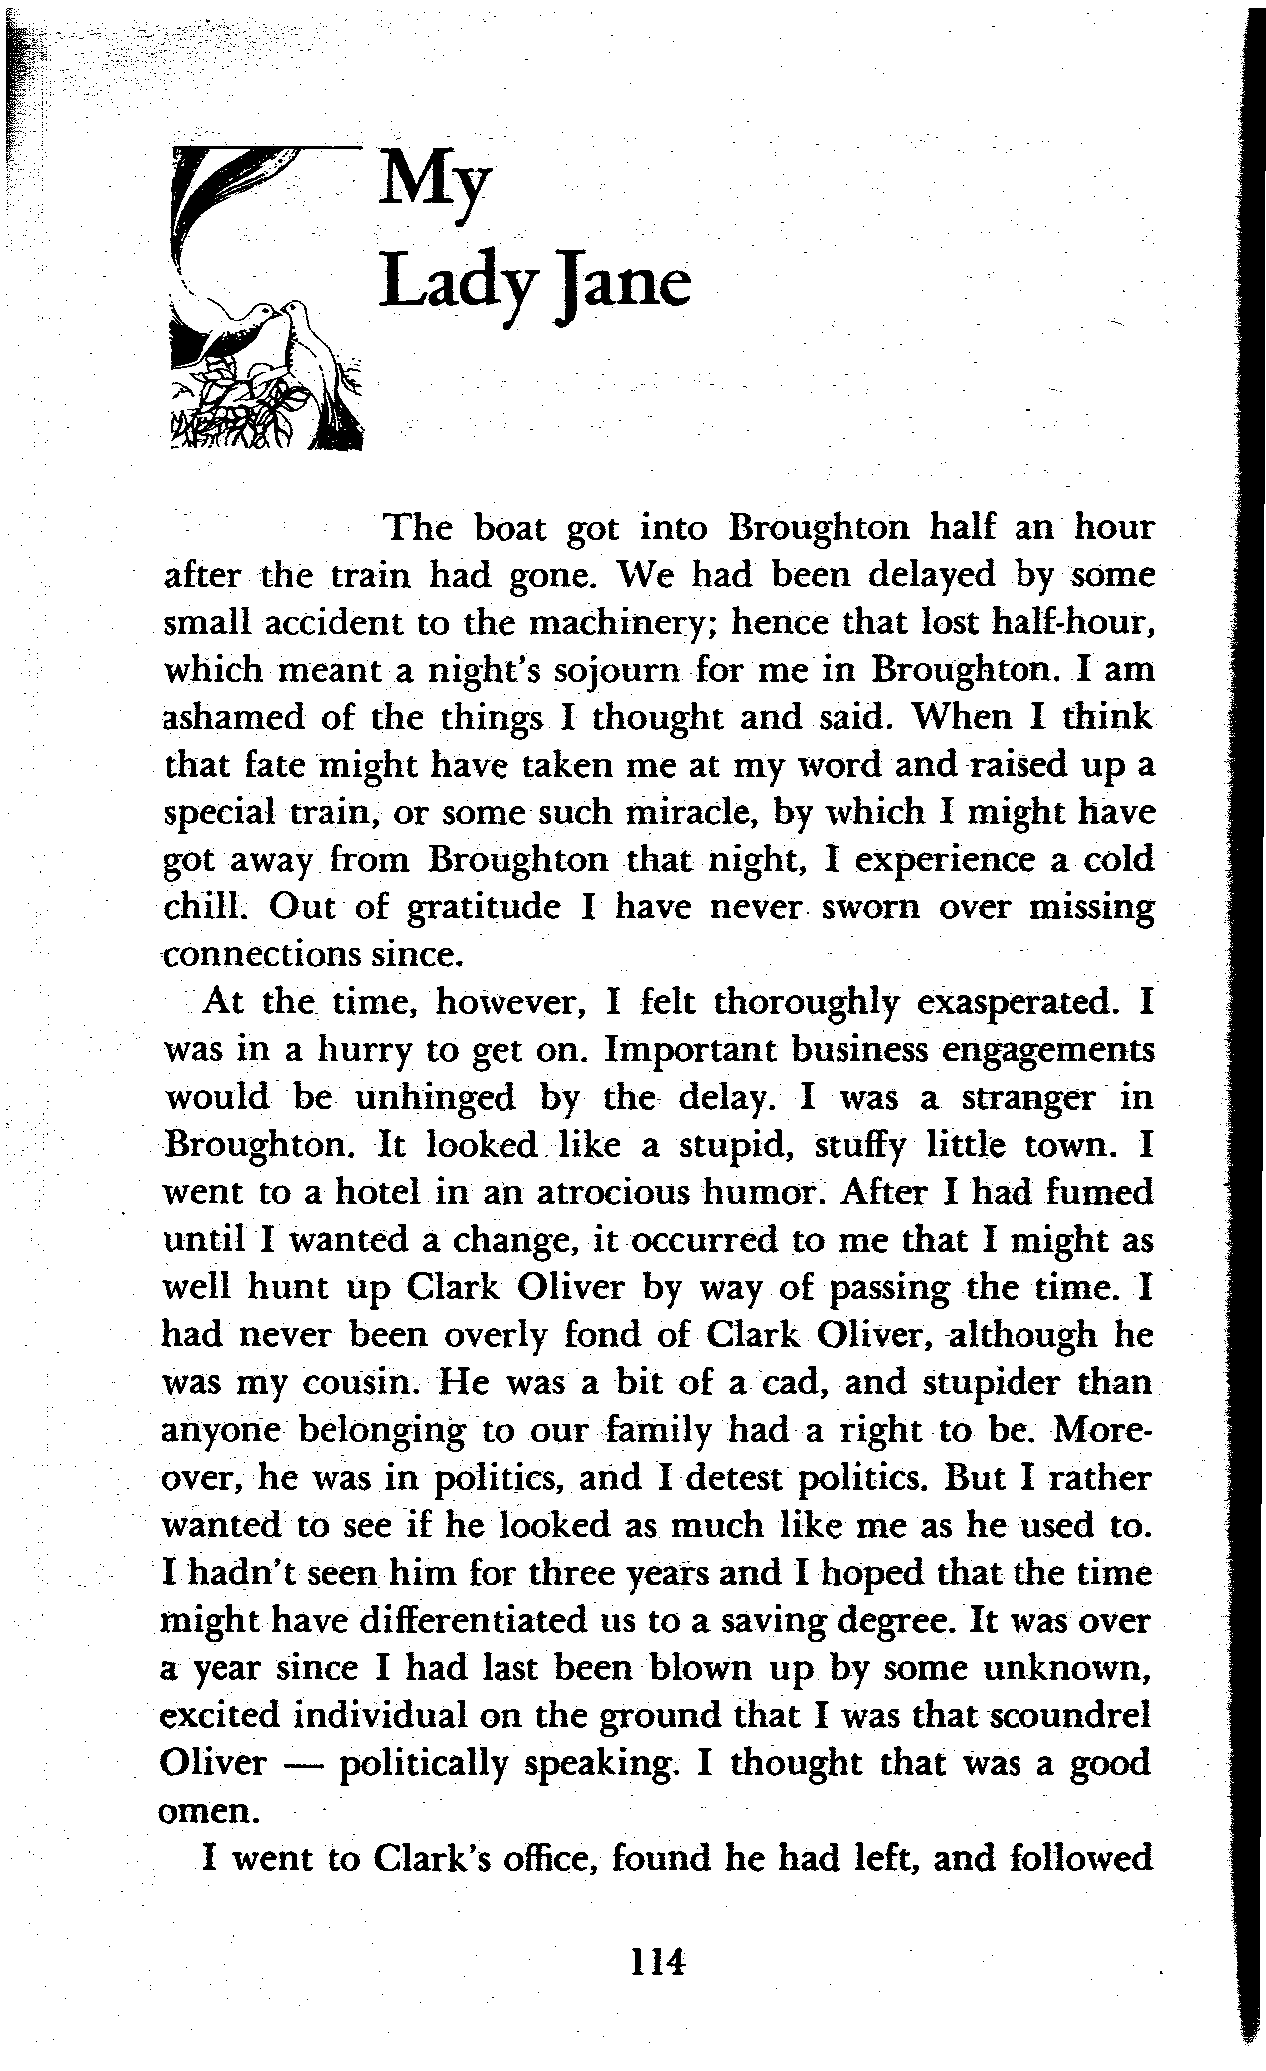 My
Lady Jane
The boat got into Broughton half an hour
after the train had gone. We had been delayed by some
small accident to the machinery; hence that lost half-hour,
which meant a night's sojourn for me in Broughton. I am
ashamed of the things I thought and said. When I think
that fate might have taken me at my word and raised up a
special train, or some such miracle, by which I might have
got away from Broughton that night, I experience a cold
chill. Out of gratitude I have never sworn over missing
connections since.
At the time, however, I felt thoroughly exasperated. I
was in a hurry to get on. Important business engagements
would be unhinged by the delay. I was a stranger in
Broughton. It looked like a stupid, stuffy little town. I
went to a hotel in an atrocious humor. After I had fumed
until I wanted a change, it occurred to me that I might as
well hunt up Clark Oliver by way of passing the time. I
had never been overly fond of Clark Oliver, although he
was my cousin. He was a bit of a cad, and stupider than
anyone belonging to our family had a right to be. More-
over, he was in politics, and I detest politics. But I rather
wanted to see if he looked as much like me as he used to.
I hadn't seen him for three years and I hoped that the time
might have differentiated us to a saving degree. It was over
a year since I had last been blown up by some unknown,
excited individual on the ground that I was that scoundrel
Oliver — politically speaking. I thought that was a good
omen.
I went to Clark's office, found he had left, and followed
114